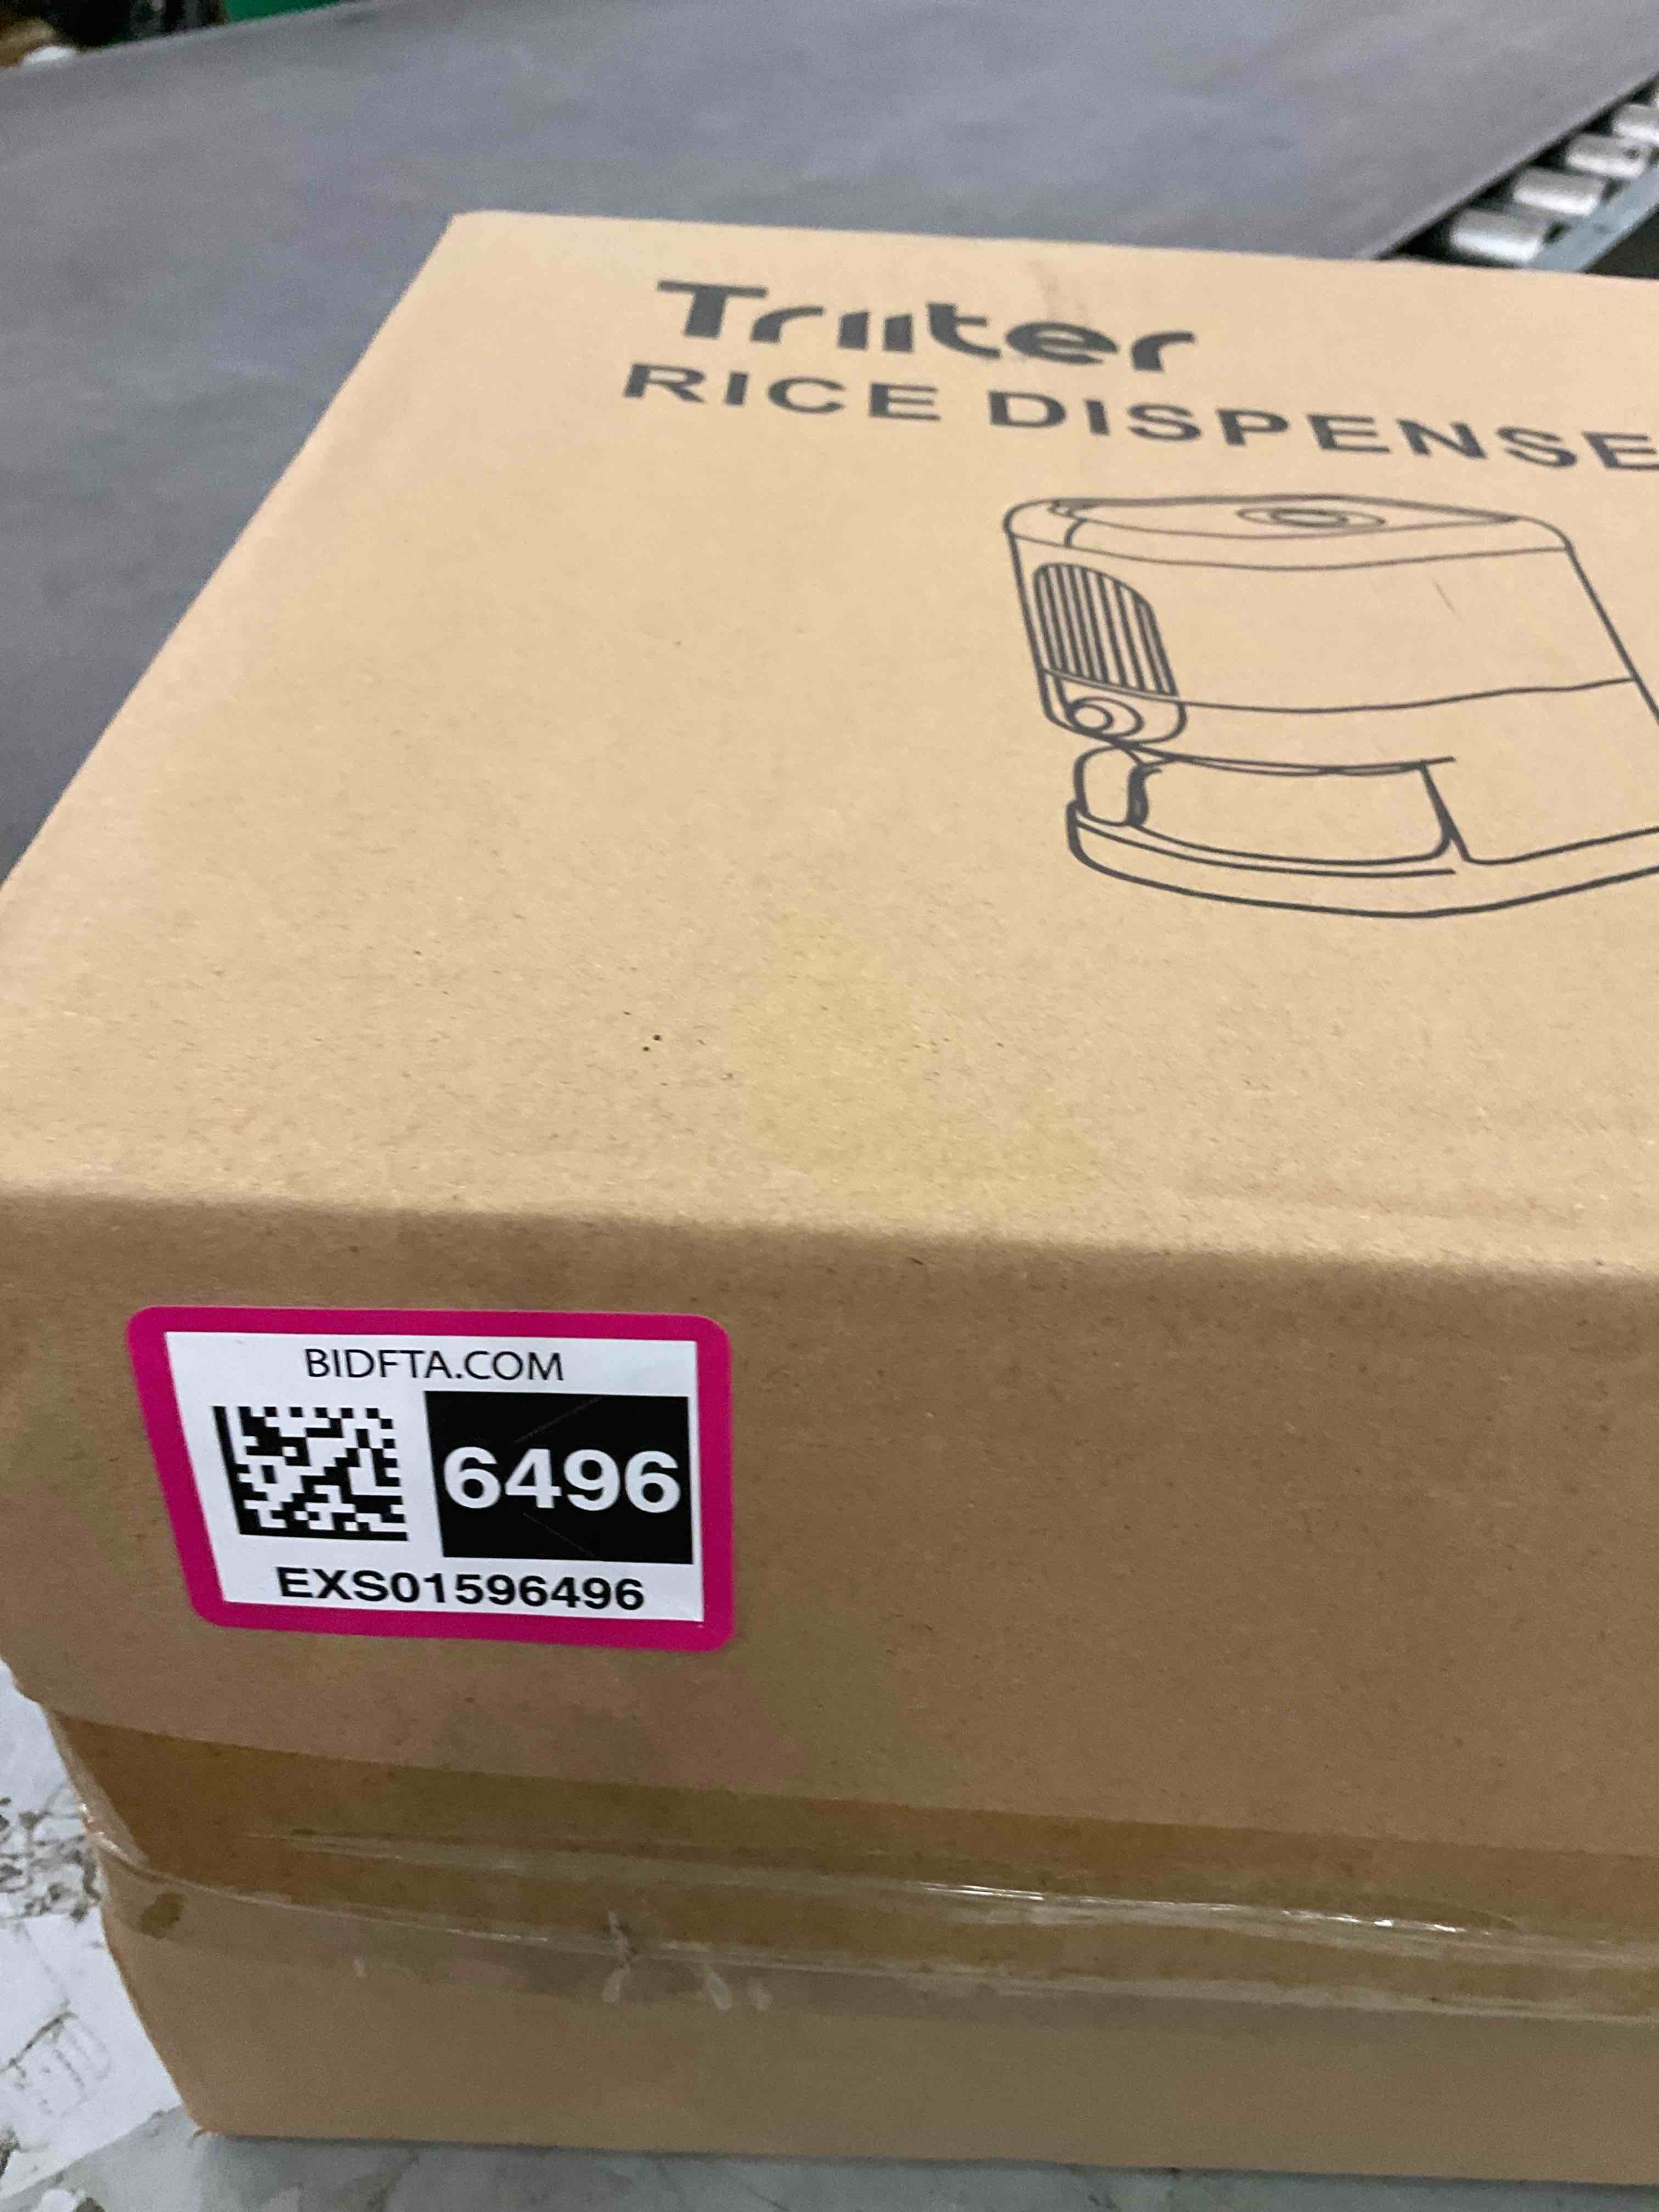 Triiter
RICE DISPENSE
BIDFTA.COM
6496
EXS01596496